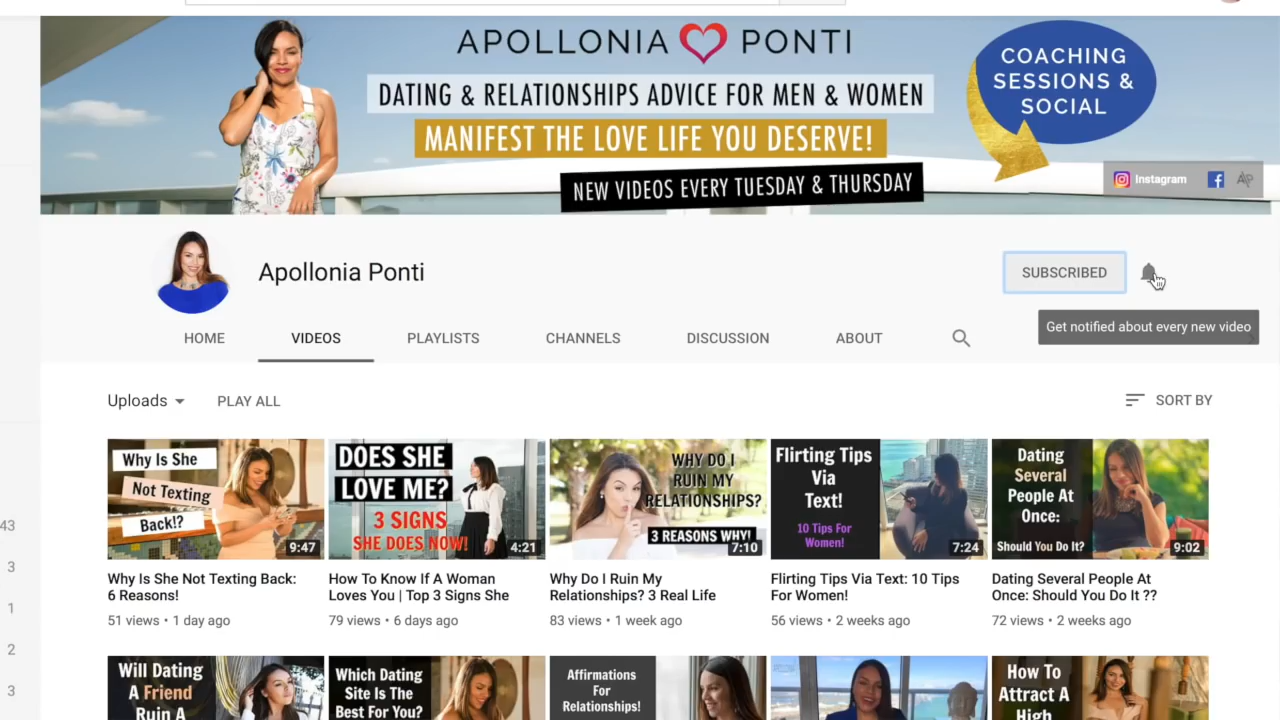 APOLLONIA PONTI
DATING & RELATIONSHIPS ADVICE FOR MEN & WOMEN
MANIFEST THE LOVE LIFE YOU DESERVE!
NEW VIDEOS EVERY TUESDAY & THURSDAY
COACHING
SESSIONS &
SOCIAL
Instagram
AP
Apollonia Ponti
SUBSCRIBED
Get notified about every new video
HOME VIDEOS PLAYLISTS CHANNELS DISCUSSION ABOUT
Uploads PLAY ALL SORT BY
Why Is She
Not Texting
Back!?
9:47
DOES SHE
LOVE ME?
3 SIGNS
SHE DOES NOW!
4:21
WHY DO I
RUIN MY
RELATIONSHIPS?
3 REASONS WHY!
7:10
Flirting Tips
Via
Text!
10 Tips For
Women!
7:24
Dating
Several
People At
Once:
Should You Do It?
9:02
Why Is She Not Texting Back:
6 Reasons!
51 views • 1 day ago
How To Know If A Woman
Loves You | Top 3 Signs She
79 views • 6 days ago
Why Do I Ruin My
Relationships? 3 Real Life
83 views • 1 week ago
Flirting Tips Via Text: 10 Tips
For Women!
56 views • 2 weeks ago
Dating Several People At
Once: Should You Do It ??
72 views • 2 weeks ago
43
3
1
2
3
Will Dating
A Friend
Ruin A
Which Dating
Site Is The
Best For You?
Affirmations
For
Relationships!
How To
Attract A
High